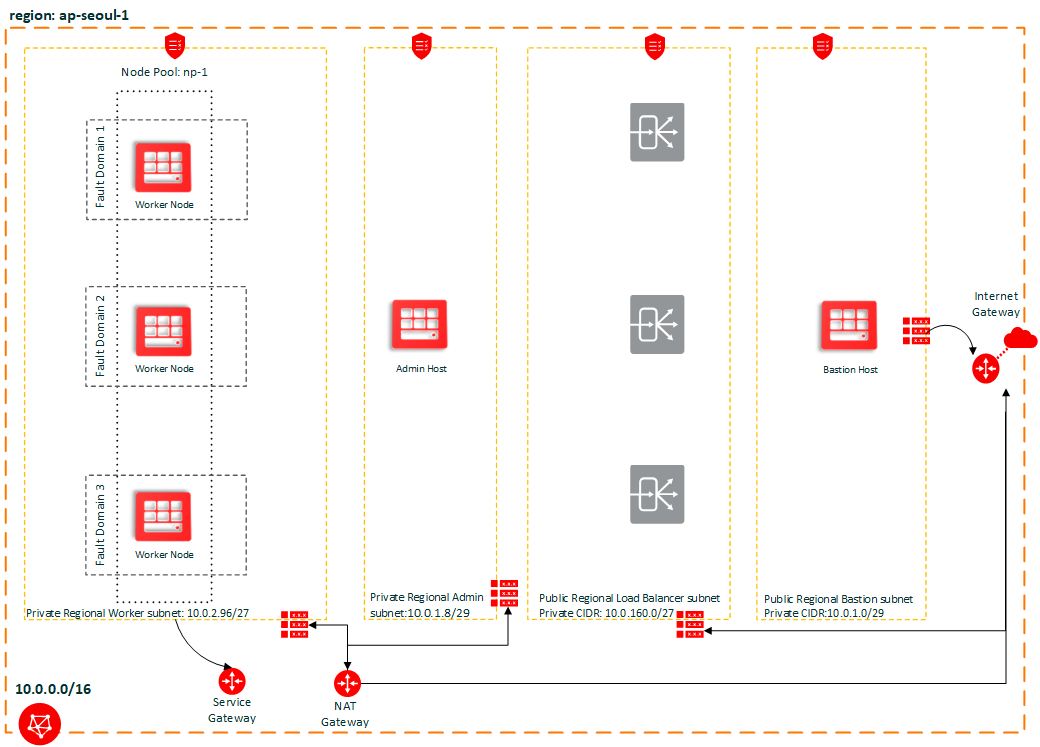 region: ap-seoul-1
Node Pool: np-1
Fault Domain 1
Worker Node
Fault Domain 2
Worker Node
Fault Domain 3
Worker Node
Private Regional Worker subnet: 10.0.2.96/27
Admin Host
Private Regional Admin
subnet:10.0.1.8/29
Public Regional Load Balancer subnet
Private CIDR: 10.0.160.0/27
Bastion Host
Public Regional Bastion subnet
Private CIDR:10.0.1.0/29
Internet
Gateway
Service
Gateway
NAT
Gateway
10.0.0.0/16